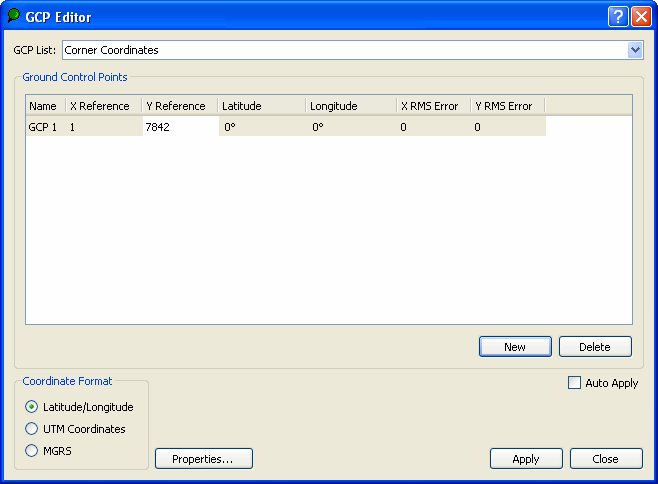 GCP Editor
GCP List: Corner Coordinates
Ground Control Points
Name X Reference Y Reference Latitude Longitude X RMS Error Y RMS Error
GCP 1 1 7842 0° 0° 0 0
New Delete
Coordinate Format
Auto Apply
Latitude/Longitude
UTM Coordinates
MGRS
Properties... Apply Close